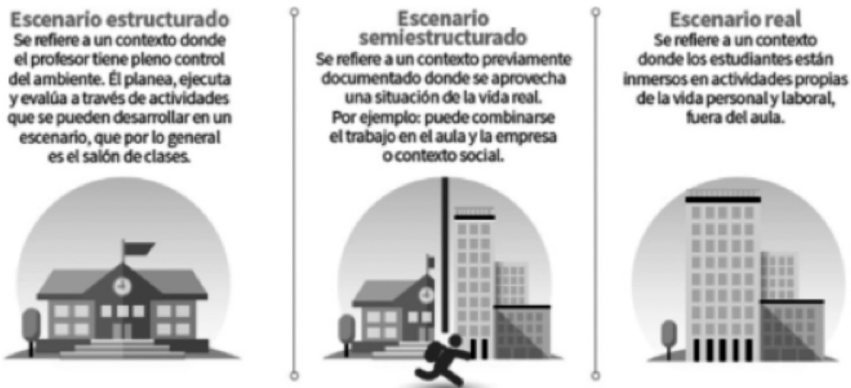 Escenario estructurado
Se refiere a un contexto donde
el profesor tiene pleno control
del ambiente. Él planea, ejecuta
y evalúa a través de actividades
que se pueden desarrollar en un
escenario, que por lo general
es el salón de clases.
Escenario
semiestructurado
Se refiere a un contexto previamente
documentado donde se aprovecha
una situación de la vida real.
Por ejemplo: puede combinarse
el trabajo en el aula y la empresa
o contexto social.
Escenario real
Se refiere a un contexto
donde los estudiantes están
inmersos en actividades propias
de la vida personal y laboral,
fuera del aula.